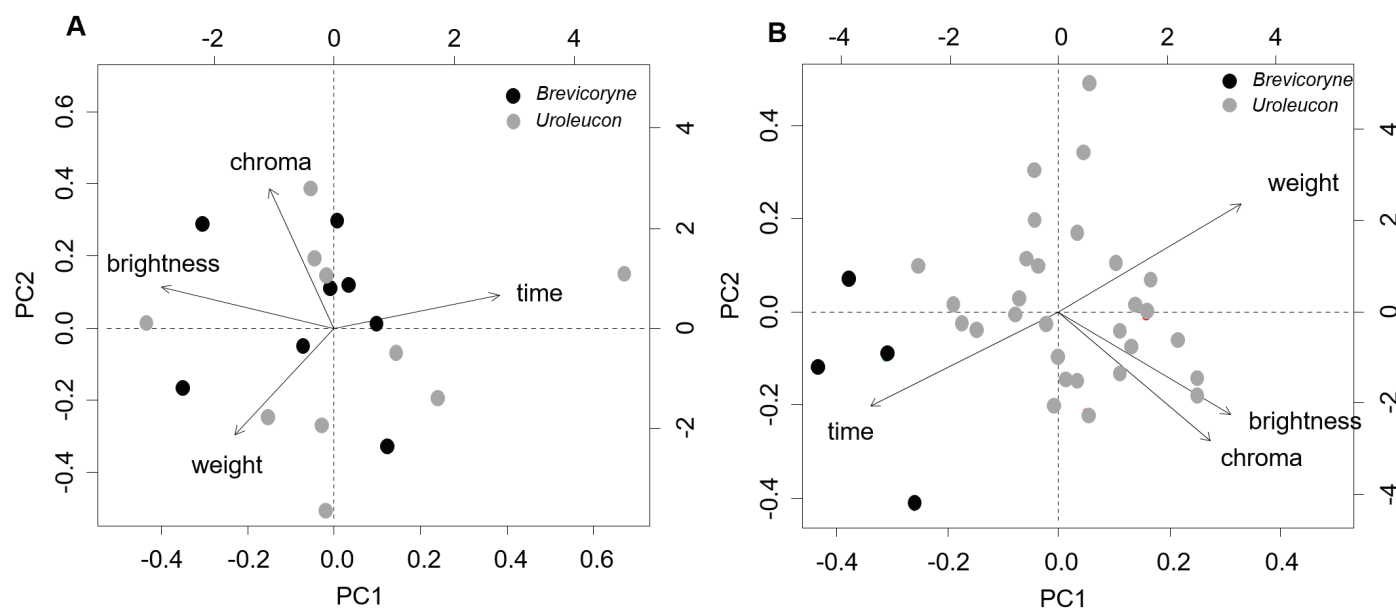 A
-2 0 2 4
Brevicoryne
Uroleucon
chroma
brightness
time
weight
PC2
0.6
0.4
0.2
0.0
-0.2
-0.4
4
2
0
-2
-0.4 -0.2 0.0 0.2 0.4 0.6
PC1
B
-4 -2 0 2 4
Brevicoryne
Uroleucon
weight
time
brightness
chroma
PC2
0.4
0.2
0.0
-0.2
-0.4
4
2
0
-2
-4
-0.4 -0.2 0.0 0.2 0.4
PC1